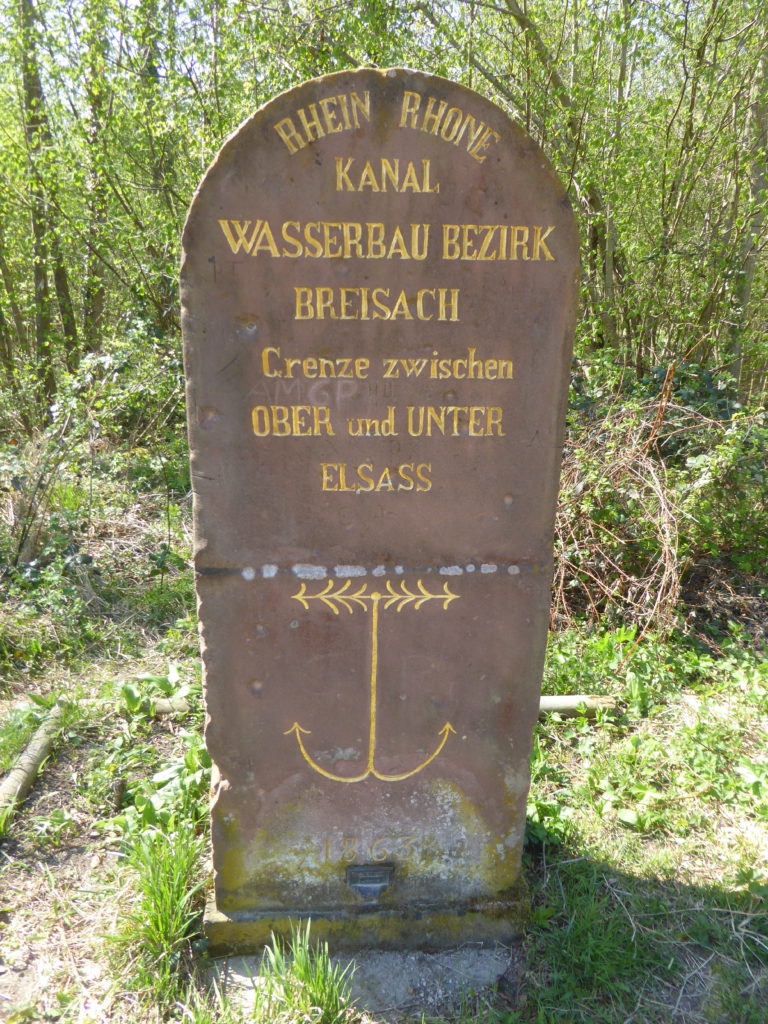 RHEIN RHONE
KANAL
WASSERBAU BEZIRK
BREISACH
Grenze zwischen
OBER und UNTER
ELSASS